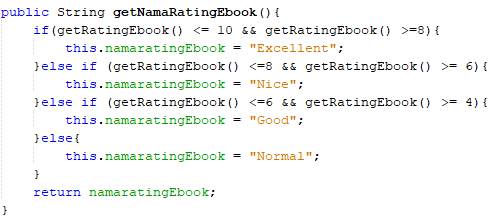 public String getNamaRatingEbook(){
    if(getRatingEbook() <= 10 && getRatingEbook() >=8){
        this.namaratingEbook = "Excellent";
    }else if (getRatingEbook() <=8 && getRatingEbook() >= 6){
        this.namaratingEbook = "Nice";
    }else if (getRatingEbook() <=6 && getRatingEbook() >= 4){
        this.namaratingEbook = "Good";
    }else{
        this.namaratingEbook = "Normal";
    }
    return namaratingEbook;
}